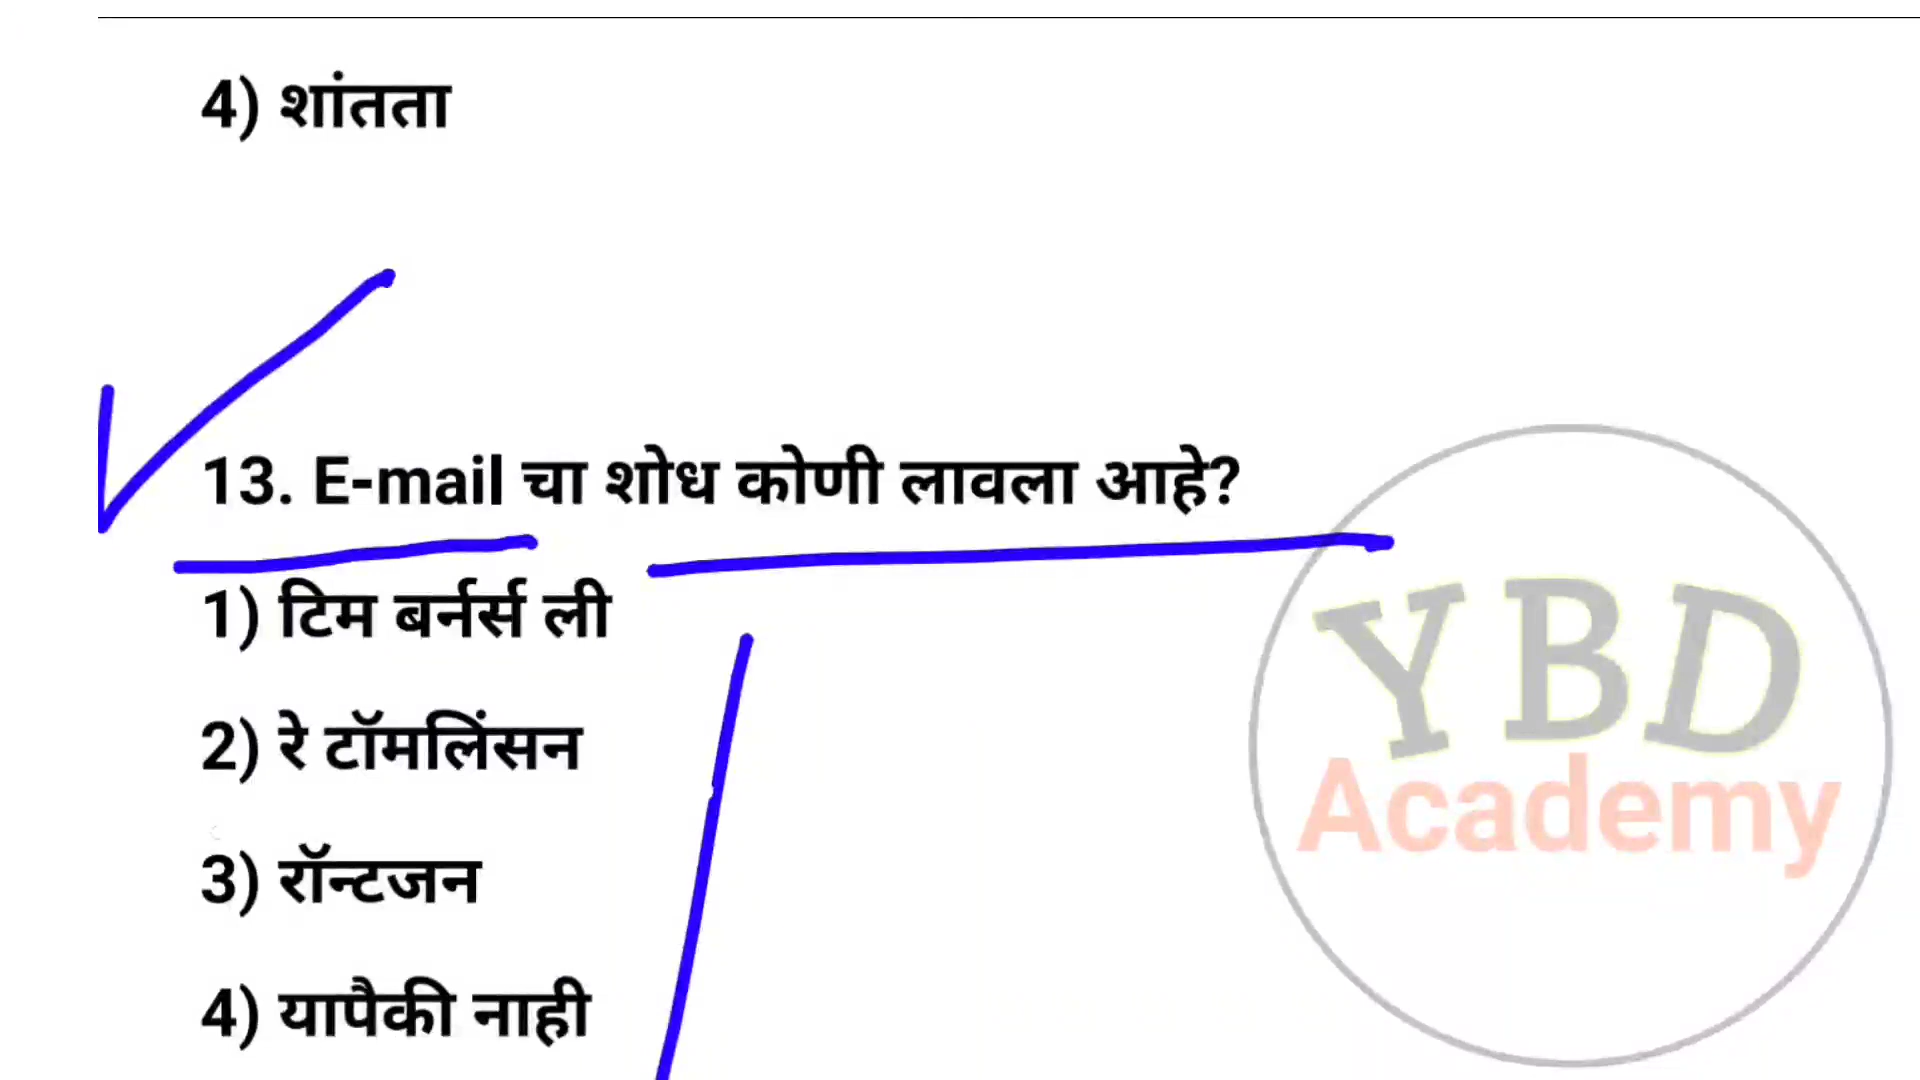 4) शांतता
13. E-mail चा शोध कोणी लावला आहे?
1) टिम बर्नर्स ली
2) रे टॉमलिंसन
3) रॉन्टजन
4) यापैकी नाही
YBD
Academy